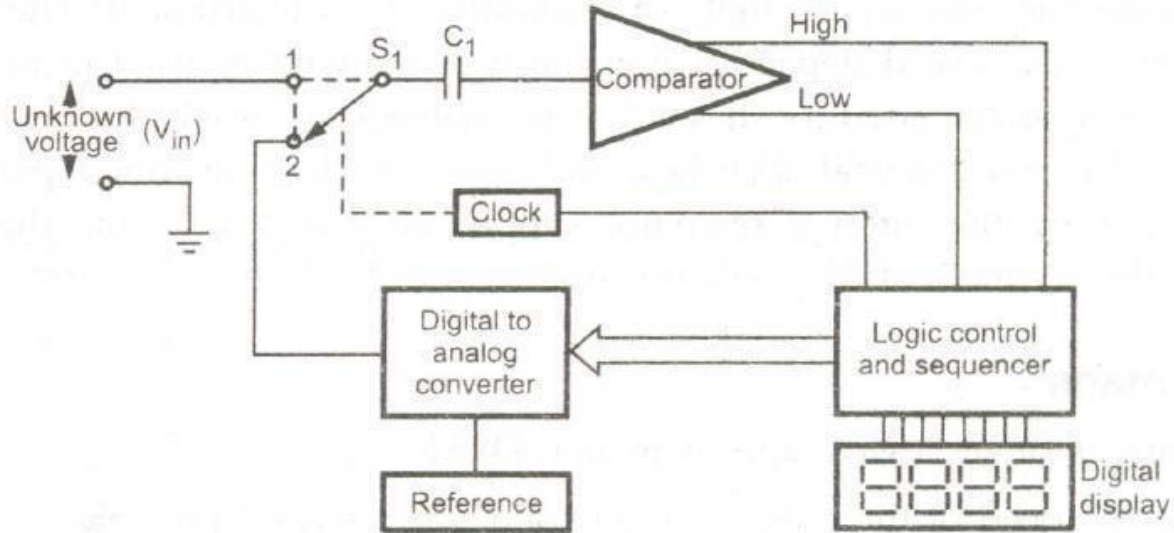 High
C1
S1
1
Comparator
Low
Unknown
voltage
(Vin)
2
Clock
Digital to
analog
converter
Logic control
and sequencer
Reference
Digital
display